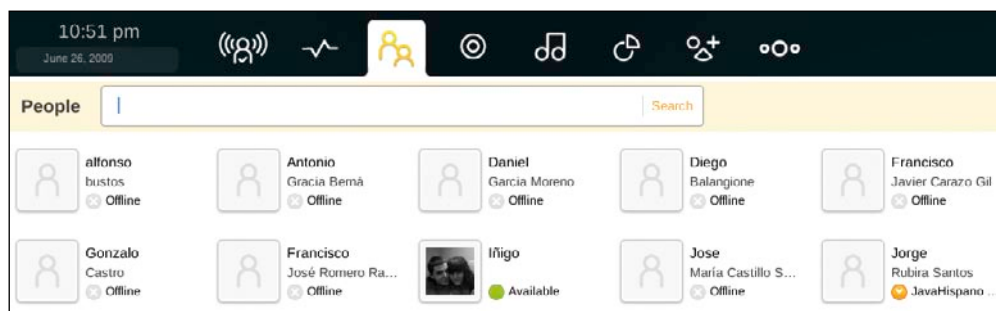 10:51 pm
June 26, 2009
People
Search
alfonso
bustos
Offline
Antonio
Gracia Berná
Offline
Daniel
Garcia Moreno
Offline
Diego
Balangione
Offline
Francisco
Javier Carazo Gil
Offline
Gonzalo
Castro
Offline
Francisco
José Romero Ra...
Offline
Iñigo
Available
Jose
María Castillo S...
Offline
Jorge
Rubira Santos
JavaHispano ...